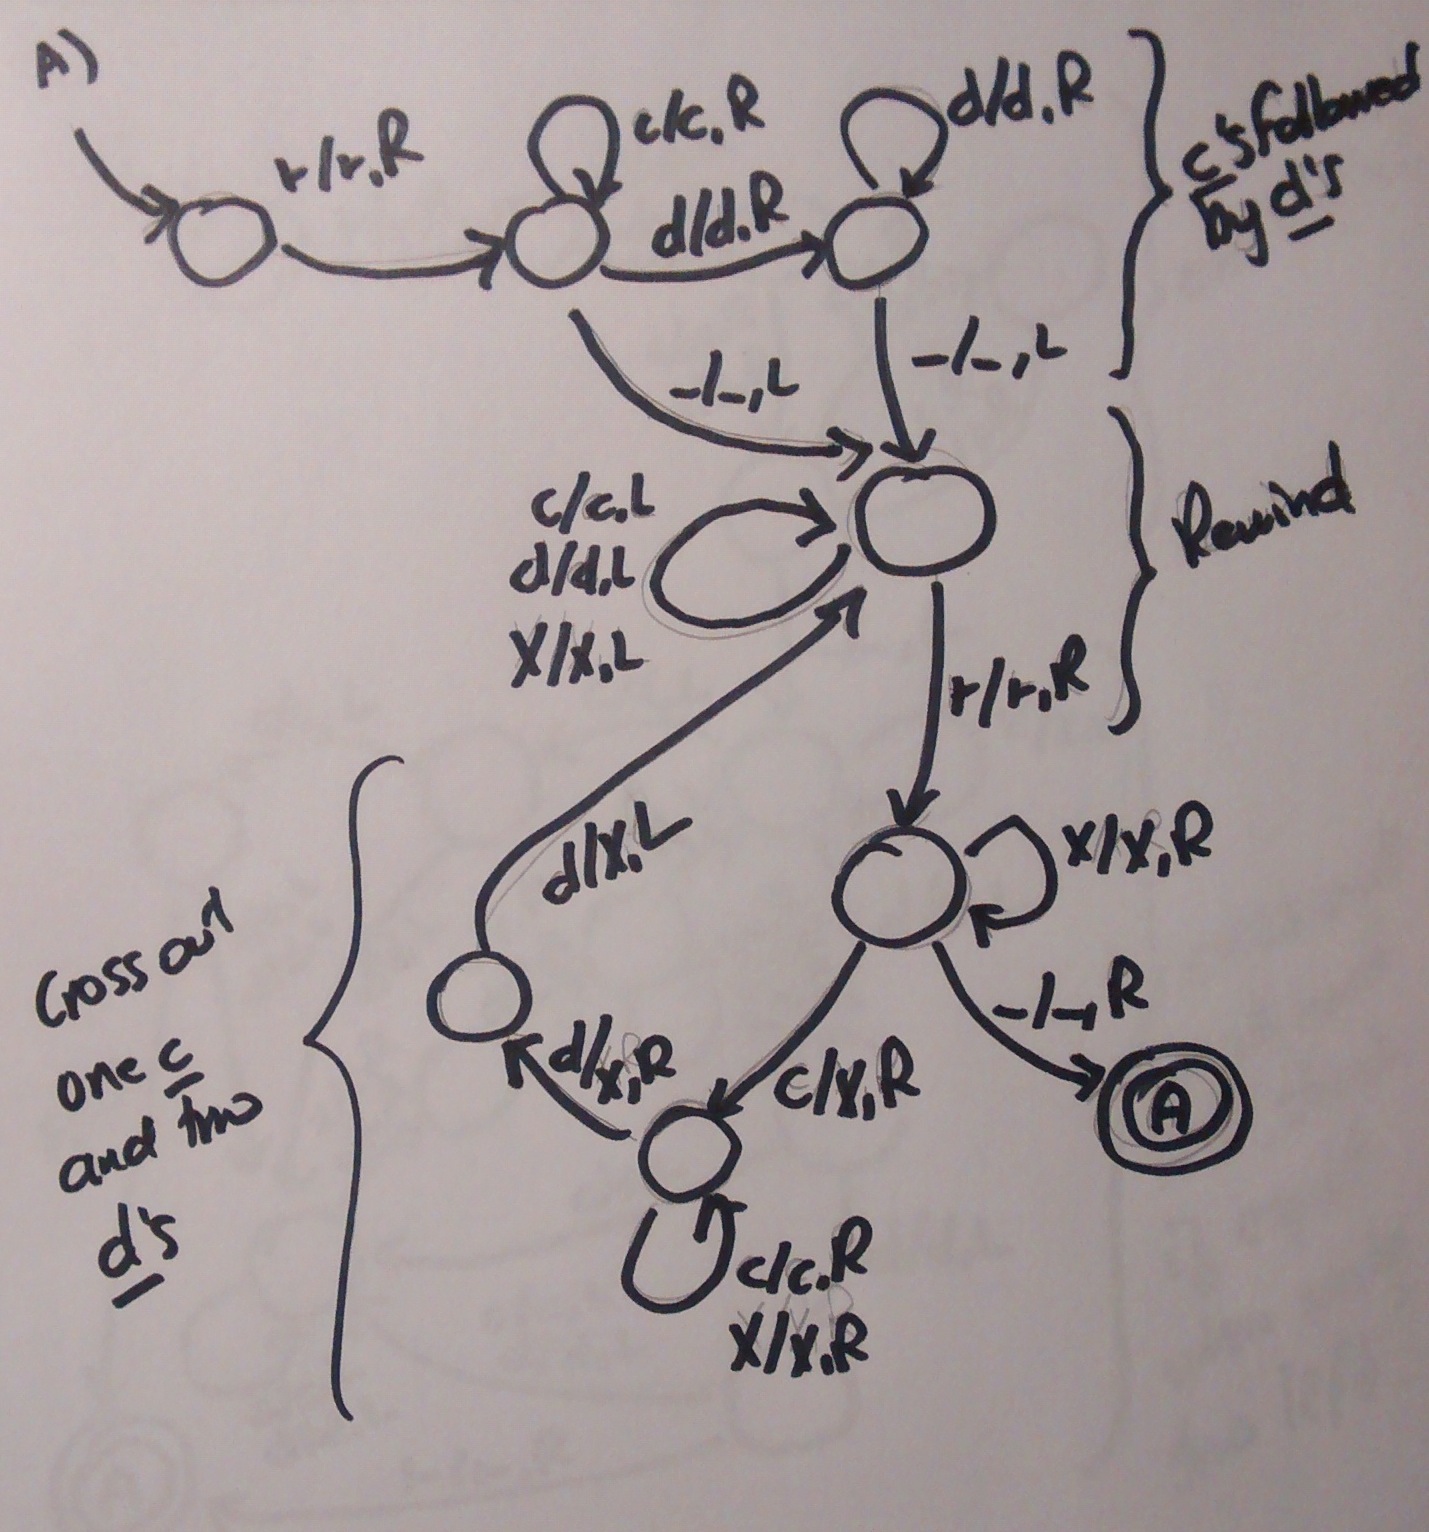 A)
r/r,R
c/c,R
d/d,R
d/d,R
c's followed
by d's
-/-,L
-/-,L
c/c,L
d/d,L
X/X,L
Rewind
r/r,R
X/X,R
d/X,L
-/-,R
c/X,R
d/X,R
A
Cross out
one c
and two
d's
c/c,R
X/X,R